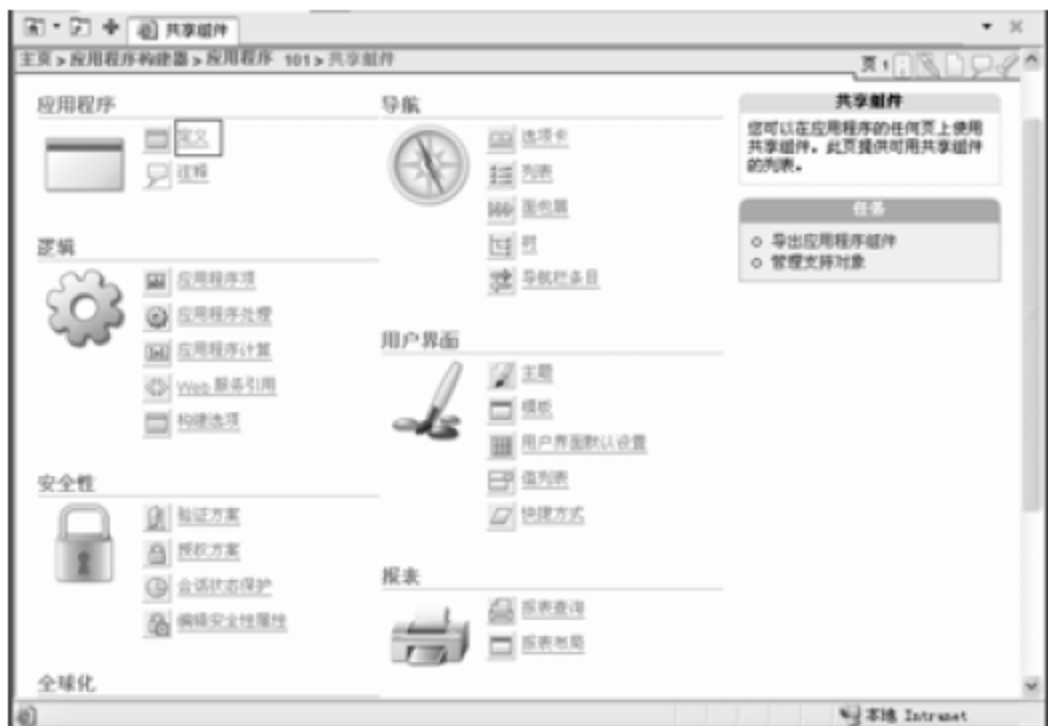 共享组件
主页>应用程序构建器>应用程序 101>共享组件
页 1
应用程序
定义
注释
逻辑
应用程序项
应用程序处理
应用程序计算
Web 服务引用
构建选项
安全性
验证方案
授权方案
会话状态保护
编辑安全性属性
全球化
导航
选项卡
列表
面包屑
树
导航栏条目
用户界面
主题
模板
用户界面默认设置
值列表
快捷方式
报表
报表查询
报表布局
共享组件
您可以在应用程序的任何页上使用
共享组件。此页提供可用共享组件
的列表。
任务
导出应用程序组件
管理支持对象
本地 Intranet